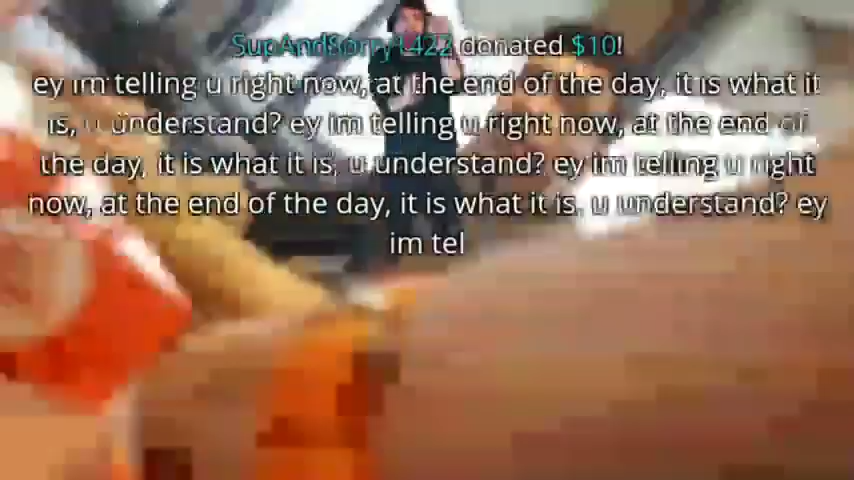 SupAndSorry1422 donated $10!
ey im telling u right now, at the end of the day, it is what it
is, u understand? ey im telling u right now, at the end of
the day, it is what it is, u understand? ey im telling u right
now, at the end of the day, it is what it is, u understand? ey
im tel